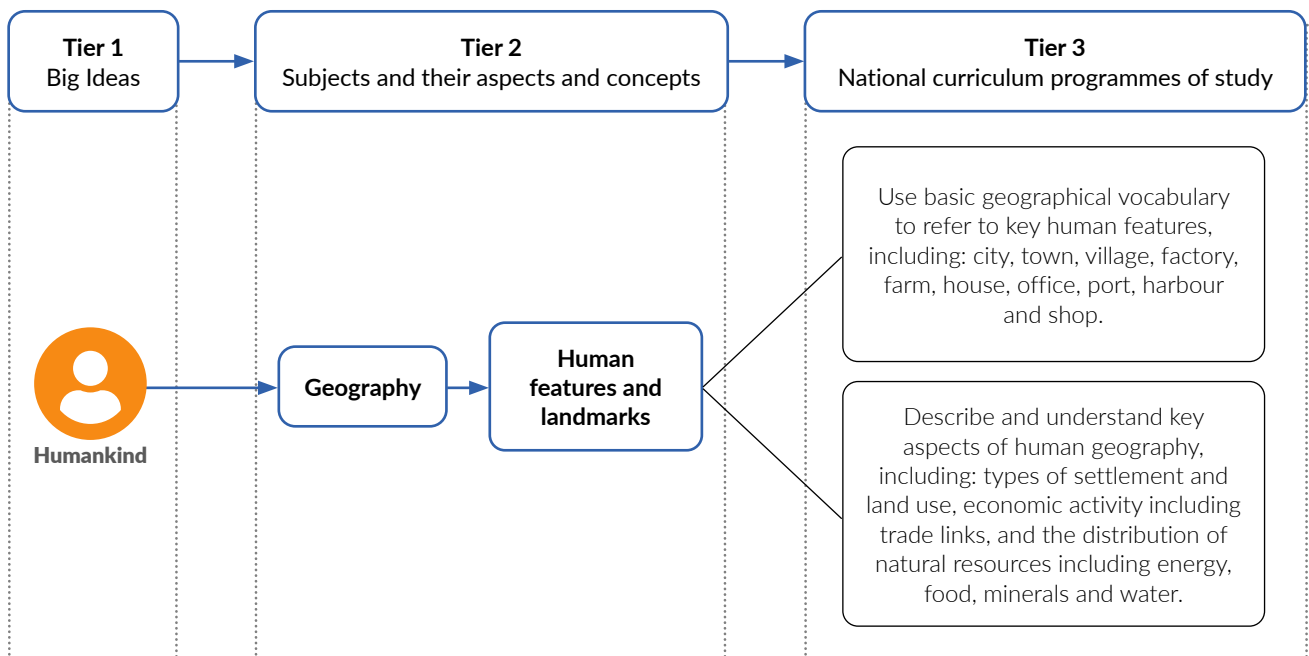 Tier 1
Big Ideas
Tier 2
Subjects and their aspects and concepts
Tier 3
National curriculum programmes of study
Humankind
Geography
Human
features and
landmarks
Use basic geographical vocabulary
to refer to key human features,
including: city, town, village, factory,
farm, house, office, port, harbour
and shop.
Describe and understand key
aspects of human geography,
including: types of settlement and
land use, economic activity including
trade links, and the distribution of
natural resources including energy,
food, minerals and water.